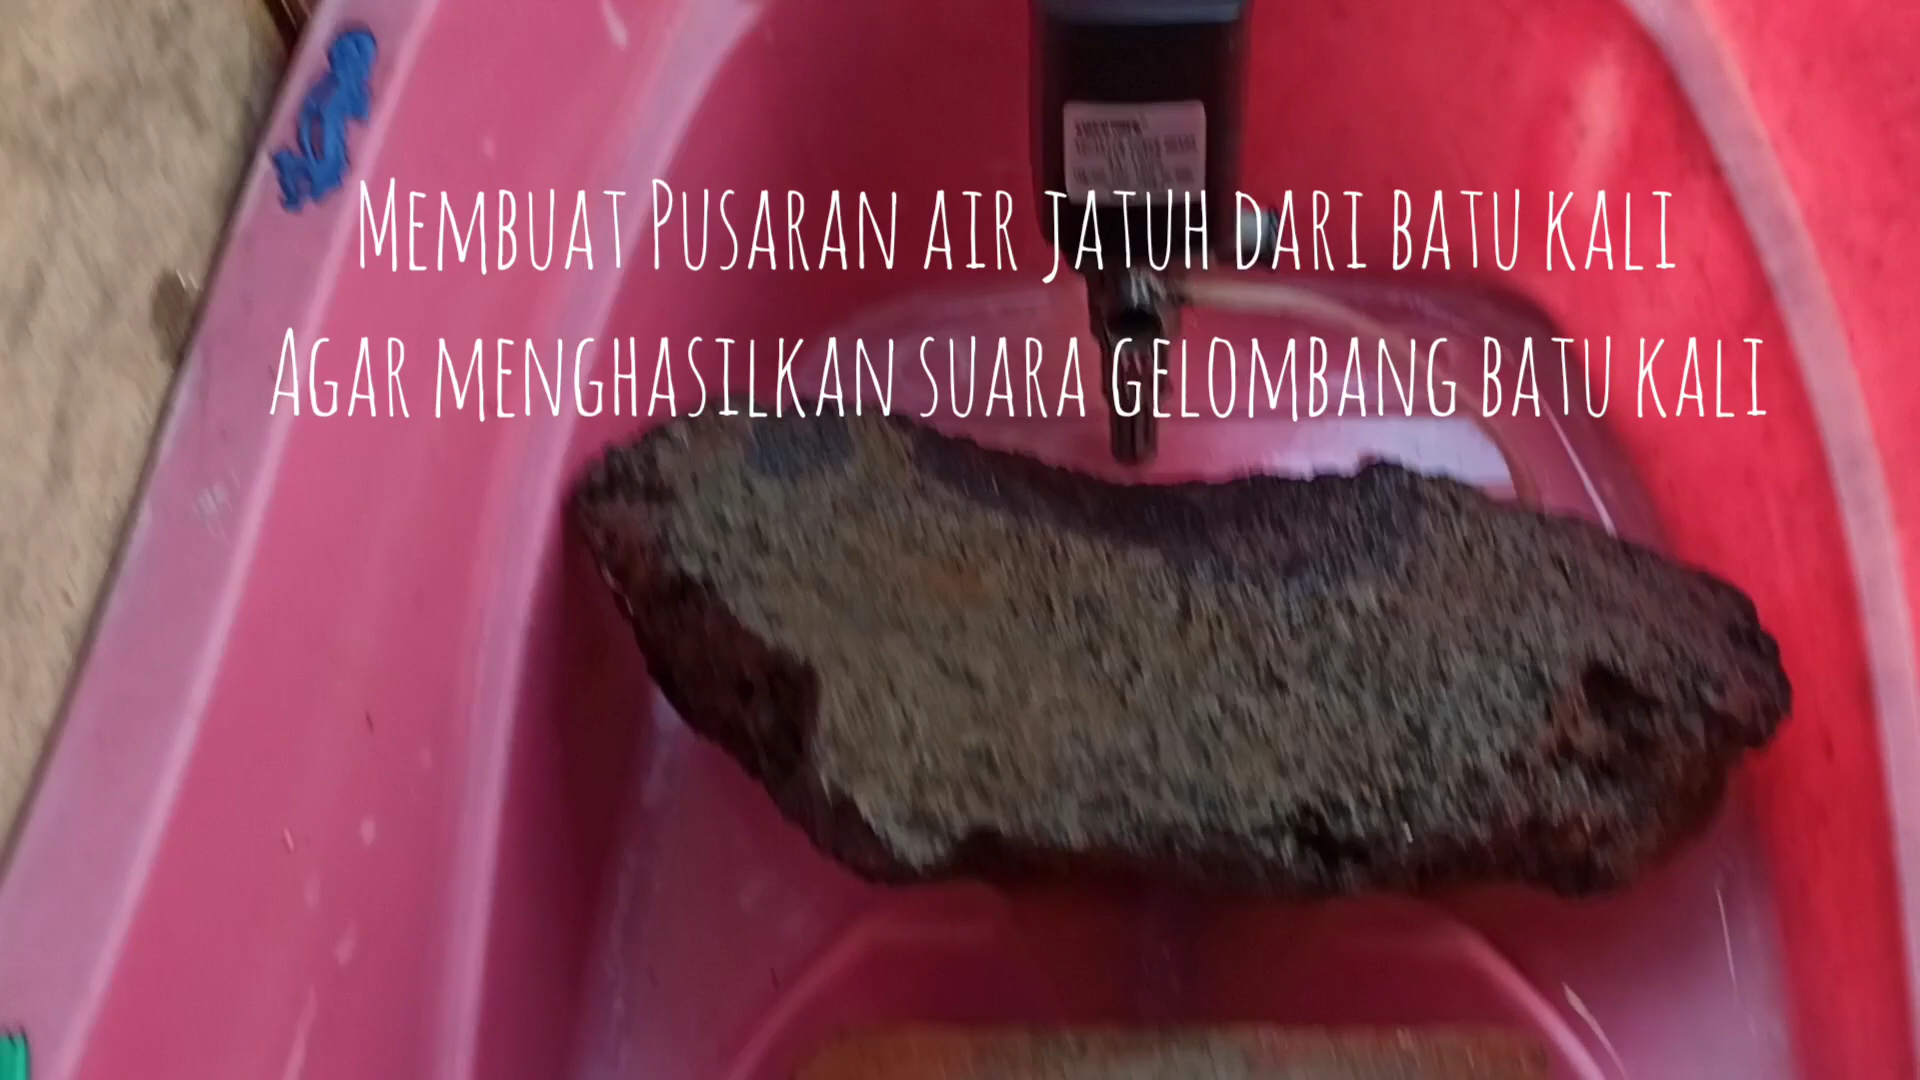 Membuat Pusaran air jatuh dari batu kali
Agar menghasilkan suara gelombang batu kali